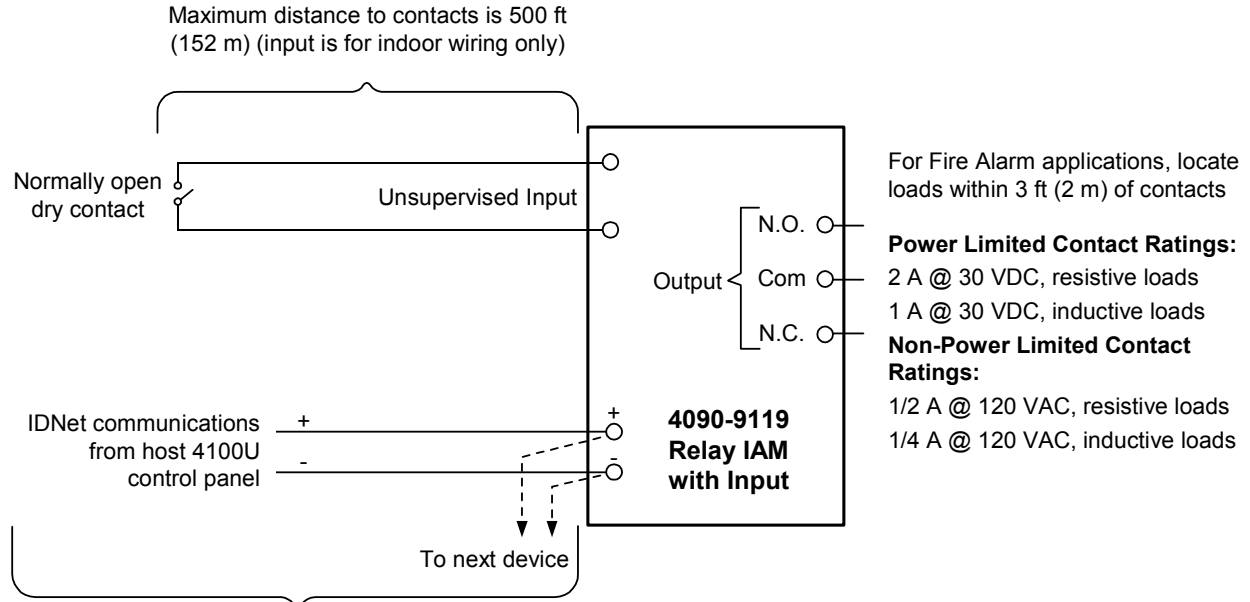 Maximum distance to contacts is 500 ft
(152 m) (input is for indoor wiring only)
Normally open
dry contact
Unsupervised Input
For Fire Alarm applications, locate
loads within 3 ft (2 m) of contacts
Output
N.O.
Com
N.C.
Power Limited Contact Ratings:
2 A @ 30 VDC, resistive loads
1 A @ 30 VDC, inductive loads
Non-Power Limited Contact
Ratings:
1/2 A @ 120 VAC, resistive loads
1/4 A @ 120 VAC, inductive loads
IDNet communications
from host 4100U
control panel
+
-
+
-
4090-9119
Relay IAM
with Input
To next device